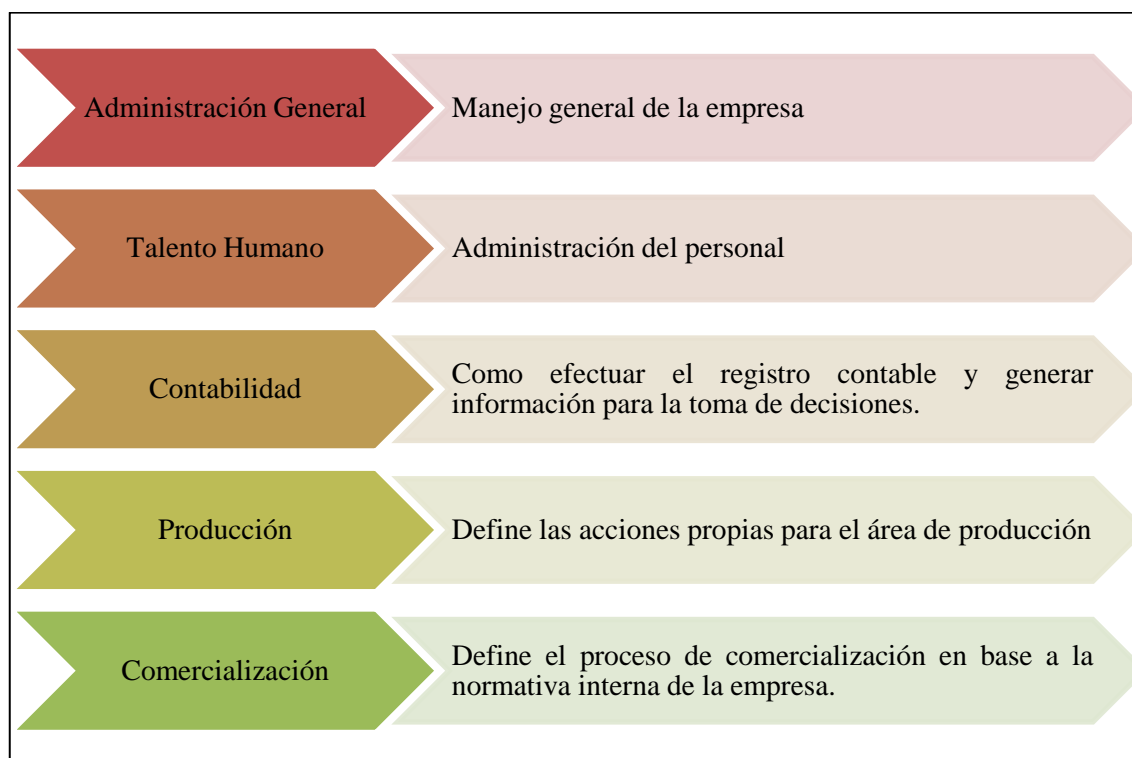 Administración General
Manejo general de la empresa
Talento Humano
Administración del personal
Contabilidad
Como efectuar el registro contable y generar
información para la toma de decisiones.
Producción
Define las acciones propias para el área de producción
Comercialización
Define el proceso de comercialización en base a la
normativa interna de la empresa.